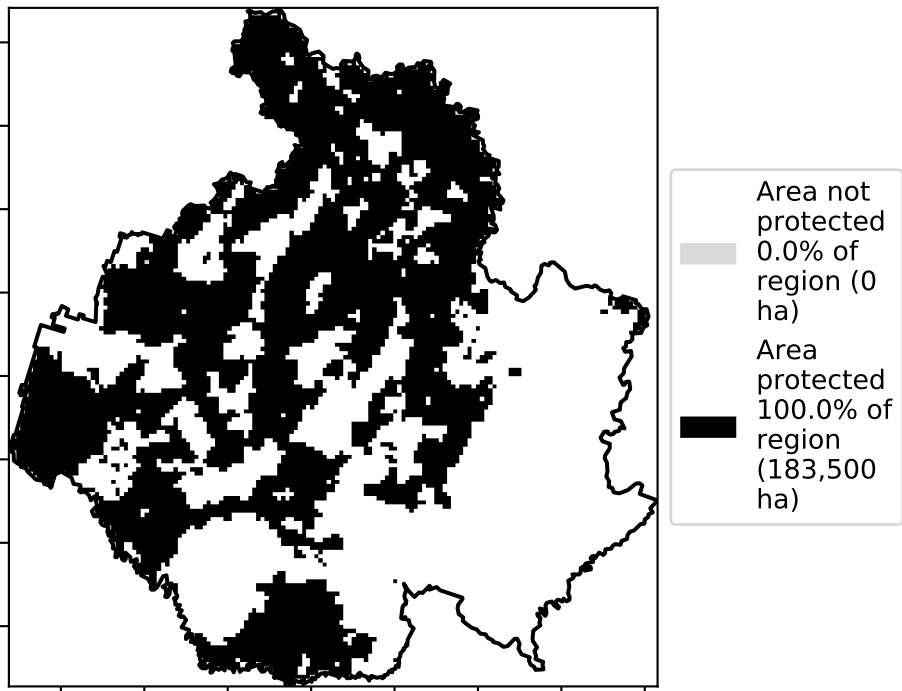 Area not
protected
0.0% of
region (0
ha)
Area
protected
100.0% of
region
(183,500
ha)